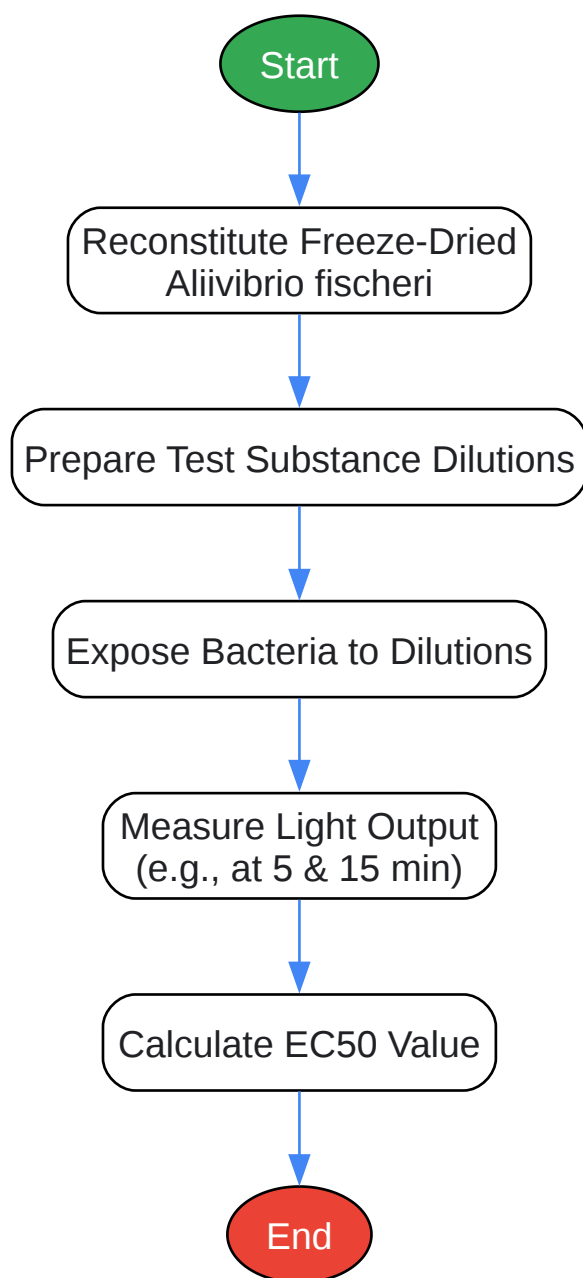 Start
Reconstitute Freeze-Dried
Aliivibrio fischeri
Prepare Test Substance Dilutions
Expose Bacteria to Dilutions
Measure Light Output
(e.g., at 5 & 15 min)
Calculate EC50 Value
End